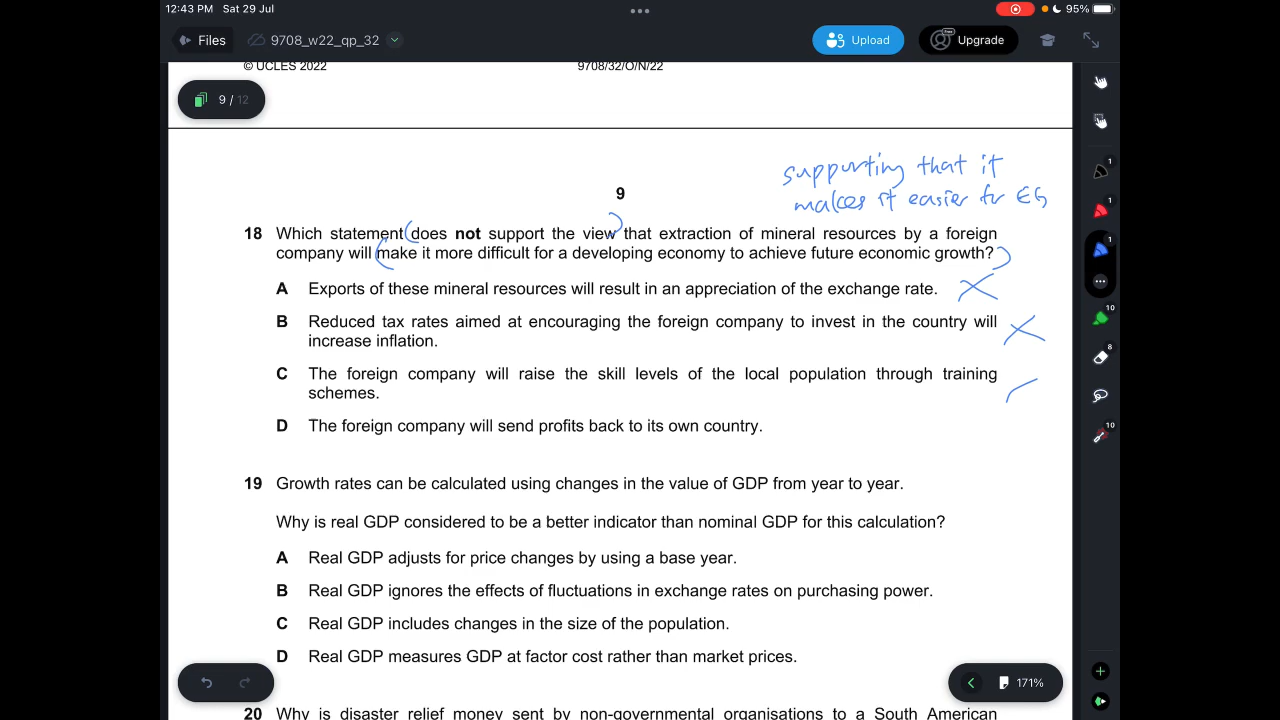 12:43 PM Sat 29 Jul
95%
Files
9708_w22_qp_32
Upload
Upgrade
© UCLES 2022
9708/32/O/N/22
9 / 12
supporting that it
makes it easier for EG
9
18 Which statement does not support the view that extraction of mineral resources by a foreign
company will make it more difficult for a developing economy to achieve future economic growth?
A Exports of these mineral resources will result in an appreciation of the exchange rate.
B Reduced tax rates aimed at encouraging the foreign company to invest in the country will
increase inflation.
C The foreign company will raise the skill levels of the local population through training
schemes.
D The foreign company will send profits back to its own country.
19 Growth rates can be calculated using changes in the value of GDP from year to year.
Why is real GDP considered to be a better indicator than nominal GDP for this calculation?
A Real GDP adjusts for price changes by using a base year.
B Real GDP ignores the effects of fluctuations in exchange rates on purchasing power.
C Real GDP includes changes in the size of the population.
D Real GDP measures GDP at factor cost rather than market prices.
171%
20 Why is disaster relief money sent by non-governmental organisations to a South American
1
1
1
10
8
10